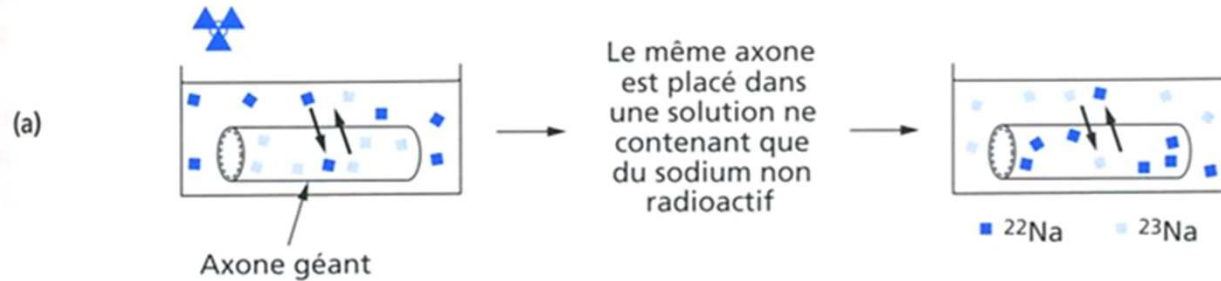 (a)
Axone géant
Le même axone
est placé dans
une solution ne
contenant que
du sodium non
radioactif
²²Na
²³Na